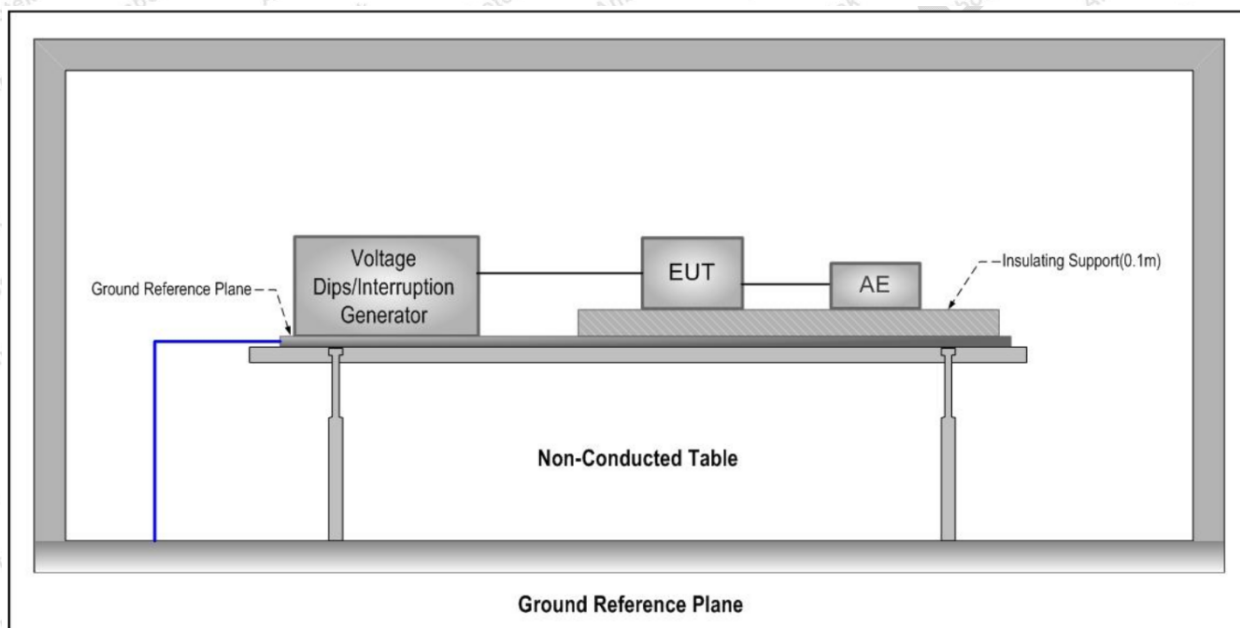 Voltage
Dips/Interruption
Generator
EUT
AE
Insulating Support(0.1m)
Ground Reference Plane
Non-Conducted Table
Ground Reference Plane